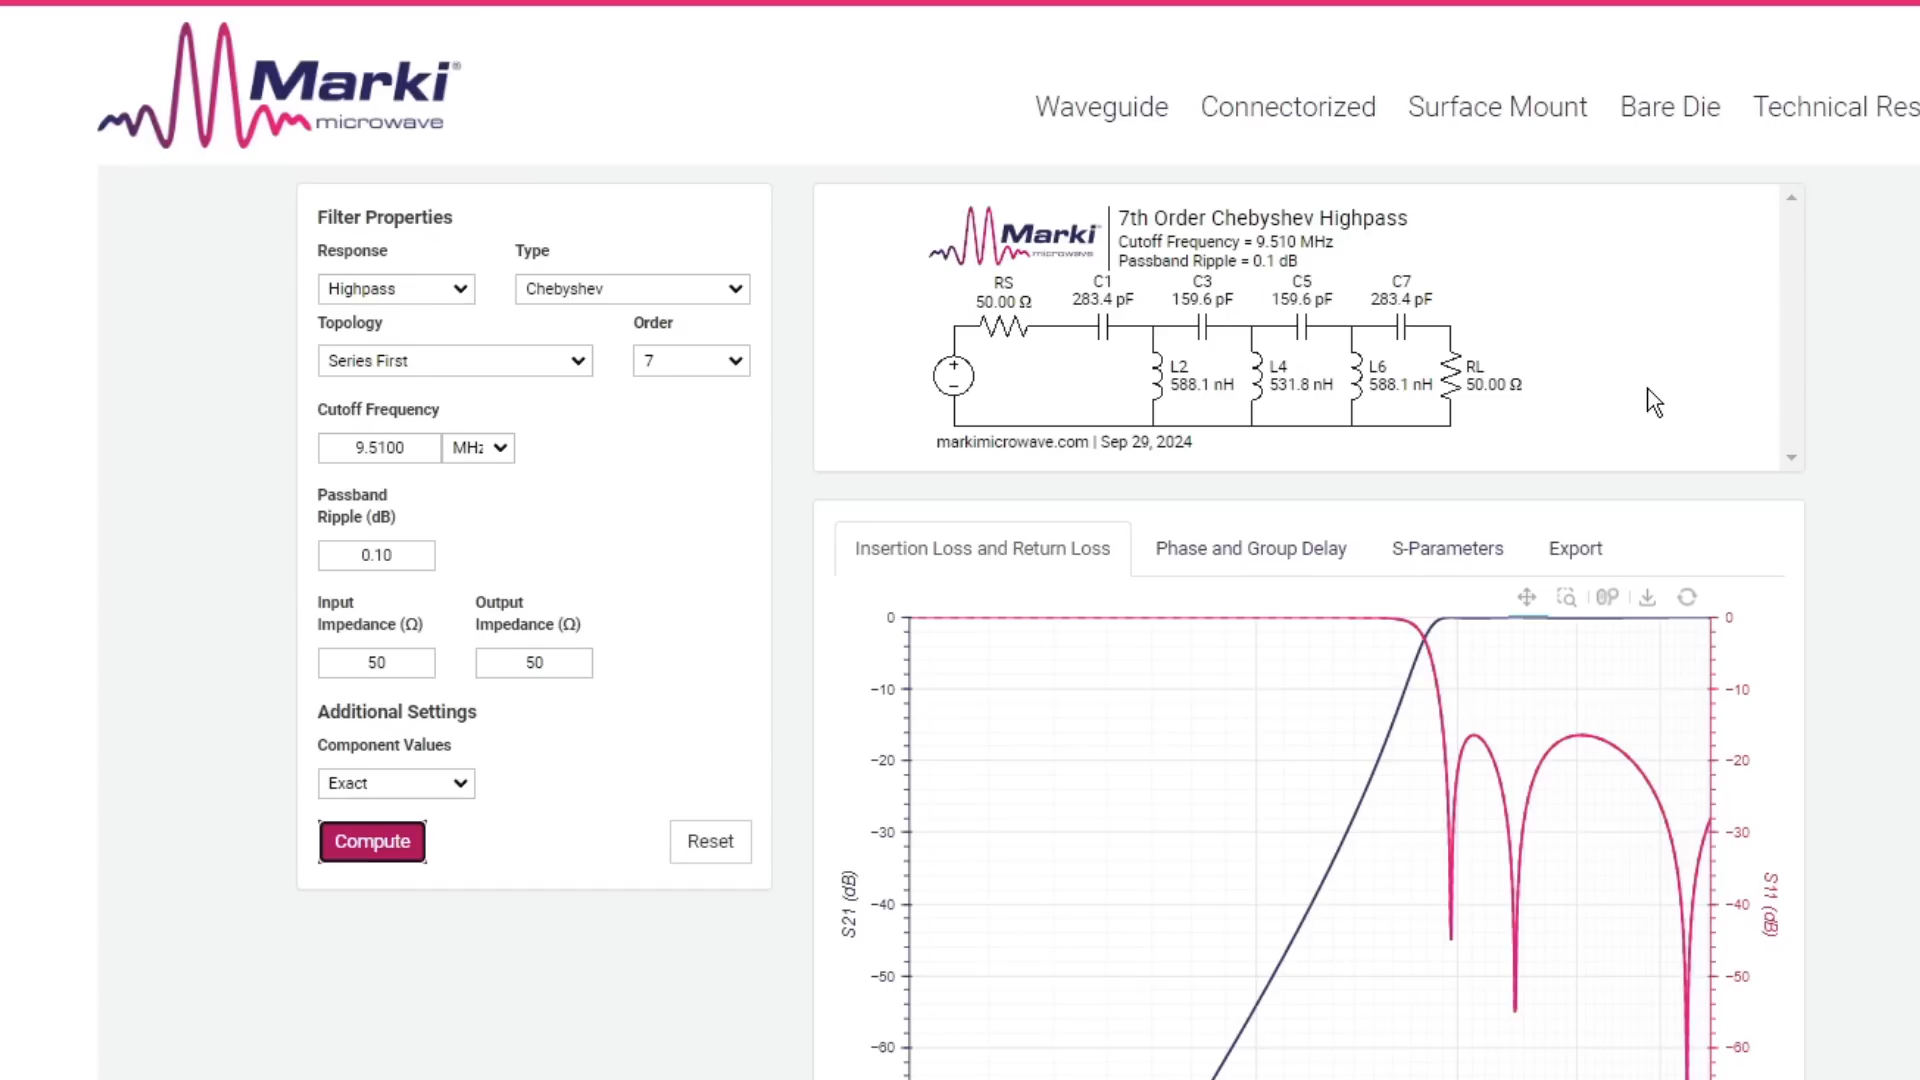 Marki®
microwave
Waveguide Connectorized Surface Mount Bare Die Technical Res
Filter Properties
Response Type
Highpass Chebyshev
Topology Order
Series First 7
Cutoff Frequency
9.5100 MHz
Passband
Ripple (dB)
0.10
Input
Impedance (Ω)
Output
Impedance (Ω)
50 50
Additional Settings
Component Values
Exact
Compute Reset
Marki
microwave
7th Order Chebyshev Highpass
Cutoff Frequency = 9.510 MHz
Passband Ripple = 0.1 dB
RS
50.00 Ω
C1
283.4 pF
C3
159.6 pF
C5
159.6 pF
C7
283.4 pF
+
−
L2
588.1 nH
L4
531.8 nH
L6
588.1 nH
RL
50.00 Ω
markimicrowave.com | Sep 29, 2024
Insertion Loss and Return Loss Phase and Group Delay S-Parameters Export
0
−10
−20
−30
−40
−50
−60
S21 (dB)
0
−10
−20
−30
−40
−50
−60
S11 (dB)